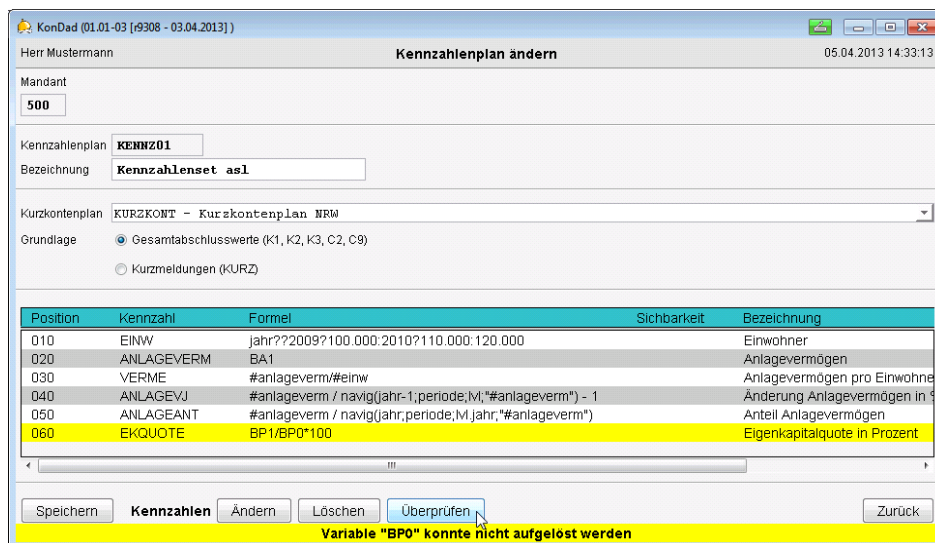 KonDad (01.01-03 [r9308 - 03.04.2013] )
Herr Mustermann Kennzahlenplan ändern 05.04.2013 14:33:13
Mandant
500
Kennzahlenplan KENNZ01
Bezeichnung Kennzahlenset asl
Kurzkontenplan KURZKONT - Kurzkontenplan NRW
Grundlage Gesamtabschlusswerte (K1, K2, K3, C2, C9)
Kurzmeldungen (KURZ)
Position Kennzahl Formel Sichbarkeit Bezeichnung
010 EINW jahr??2009?100.000:2010?110.000:120.000 Einwohner
020 ANLAGEVERM BA1 Anlagevermögen
030 VERME #anlageverm/#einw Anlagevermögen pro Einwohne
040 ANLAGEVJ #anlageverm / navig(jahr-1;periode;lvl;"#anlageverm") - 1 Änderung Anlagevermögen in %
050 ANLAGEANT #anlageverm / navig(jahr;periode;lvl.jahr;"#anlageverm") Anteil Anlagevermögen
060 EKQUOTE BP1/BP0*100 Eigenkapitalquote in Prozent
Speichern Kennzahlen Ändern Löschen Überprüfen Zurück
Variable "BP0" konnte nicht aufgelöst werden